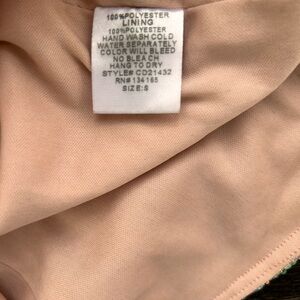 100%POLYESTER
LINING
100%POLYESTER
HAND WASH COLD
WATER SEPARATELY
COLOR WILL BLEED
NO BLEACH
HANG TO DRY
STYLE# CD21432
RN# 134165
SIZE:S